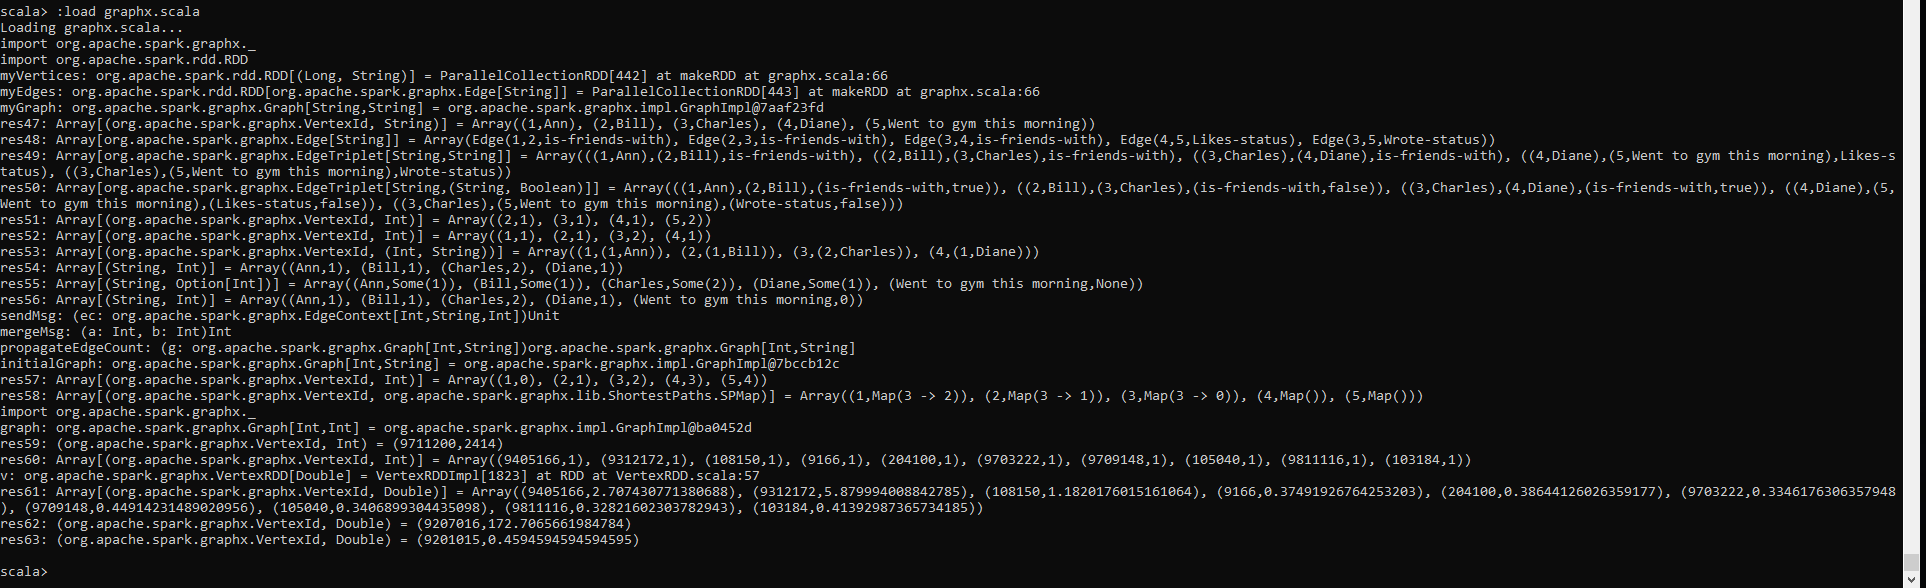 scala> :load graphx.scala
Loading graphx.scala...
import org.apache.spark.graphx._
import org.apache.spark.rdd.RDD
myVertices: org.apache.spark.rdd.RDD[(Long, String)] = ParallelCollectionRDD[442] at makeRDD at graphx.scala:66
myEdges: org.apache.spark.rdd.RDD[org.apache.spark.graphx.Edge[String]] = ParallelCollectionRDD[443] at makeRDD at graphx.scala:66
myGraph: org.apache.spark.graphx.Graph[String,String] = org.apache.spark.graphx.impl.GraphImpl@7aaf23fd
res47: Array[(org.apache.spark.graphx.VertexId, String)] = Array((1,Ann), (2,Bill), (3,Charles), (4,Diane), (5,Went to gym this morning))
res48: Array[org.apache.spark.graphx.Edge[String]] = Array(Edge(1,2,is-friends-with), Edge(2,3,is-friends-with), Edge(3,4,is-friends-with), Edge(4,5,Likes-status), Edge(3,5,Wrote-status))
res49: Array[org.apache.spark.graphx.EdgeTriplet[String,String]] = Array(((1,Ann),(2,Bill),is-friends-with), ((2,Bill),(3,Charles),is-friends-with), ((3,Charles),(4,Diane),is-friends-with), ((4,Diane),(5,Went to gym this morning),Likes-s
tatus), ((3,Charles),(5,Went to gym this morning),Wrote-status))
res50: Array[org.apache.spark.graphx.EdgeTriplet[String,(String, Boolean)]] = Array(((1,Ann),(2,Bill),(is-friends-with,true)), ((2,Bill),(3,Charles),(is-friends-with,false)), ((3,Charles),(4,Diane),(is-friends-with,true)), ((4,Diane),(5,
Went to gym this morning),(Likes-status,false)), ((3,Charles),(5,Went to gym this morning),(Wrote-status,false)))
res51: Array[(org.apache.spark.graphx.VertexId, Int)] = Array((2,1), (3,1), (4,1), (5,2))
res52: Array[(org.apache.spark.graphx.VertexId, Int)] = Array((1,1), (2,1), (3,2), (4,1))
res53: Array[(org.apache.spark.graphx.VertexId, (Int, String))] = Array((1,(1,Ann)), (2,(1,Bill)), (3,(2,Charles)), (4,(1,Diane)))
res54: Array[(String, Int)] = Array((Ann,1), (Bill,1), (Charles,2), (Diane,1))
res55: Array[(String, Option[Int])] = Array((Ann,Some(1)), (Bill,Some(1)), (Charles,Some(2)), (Diane,Some(1)), (Went to gym this morning,None))
res56: Array[(String, Int)] = Array((Ann,1), (Bill,1), (Charles,2), (Diane,1), (Went to gym this morning,0))
sendMsg: (ec: org.apache.spark.graphx.EdgeContext[Int,String,Int])Unit
mergeMsg: (a: Int, b: Int)Int
propagateEdgeCount: (g: org.apache.spark.graphx.Graph[Int,String])org.apache.spark.graphx.Graph[Int,String]
initialGraph: org.apache.spark.graphx.Graph[Int,String] = org.apache.spark.graphx.impl.GraphImpl@7bccb12c
res57: Array[(org.apache.spark.graphx.VertexId, Int)] = Array((1,0), (2,1), (3,2), (4,3), (5,4))
res58: Array[(org.apache.spark.graphx.VertexId, org.apache.spark.graphx.lib.ShortestPaths.SPMap)] = Array((1,Map(3 -> 2)), (2,Map(3 -> 1)), (3,Map(3 -> 0)), (4,Map()), (5,Map()))
import org.apache.spark.graphx._
graph: org.apache.spark.graphx.Graph[Int,Int] = org.apache.spark.graphx.impl.GraphImpl@ba0452d
res59: (org.apache.spark.graphx.VertexId, Int) = (9711200,2414)
res60: Array[(org.apache.spark.graphx.VertexId, Int)] = Array((9405166,1), (9312172,1), (108150,1), (9166,1), (204100,1), (9703222,1), (9709148,1), (105040,1), (9811116,1), (103184,1))
v: org.apache.spark.graphx.VertexRDD[Double] = VertexRDDImpl[1823] at RDD at VertexRDD.scala:57
res61: Array[(org.apache.spark.graphx.VertexId, Double)] = Array((9405166,2.707430771380688), (9312172,5.879994008842785), (108150,1.1820176015161064), (9166,0.37491926764253203), (204100,0.38644126026359177), (9703222,0.3346176306357948
), (9709148,0.44914231489020956), (105040,0.3406899304435098), (9811116,0.32821602303782943), (103184,0.41392987365734185))
res62: (org.apache.spark.graphx.VertexId, Double) = (9207016,172.7065661984784)
res63: (org.apache.spark.graphx.VertexId, Double) = (9201015,0.4594594594594595)
scala>